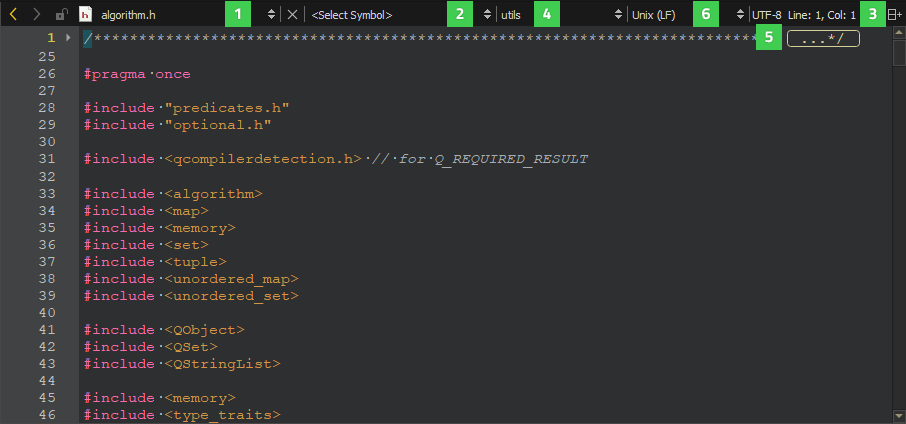 h algorithm.h 1 <Select Symbol> 2 utils 4 Unix (LF) 6 UTF-8 Line: 1, Col: 1 3
1 /************************************************************************** 5 ...*/
25
26 #pragma·once
27
28 #include·"predicates.h"
29 #include·"optional.h"
30
31 #include·<qcompilerdetection.h>·//·for·Q_REQUIRED_RESULT
32
33 #include·<algorithm>
34 #include·<map>
35 #include·<memory>
36 #include·<set>
37 #include·<tuple>
38 #include·<unordered_map>
39 #include·<unordered_set>
40
41 #include·<QObject>
42 #include·<QSet>
43 #include·<QStringList>
44
45 #include·<memory>
46 #include·<type_traits>